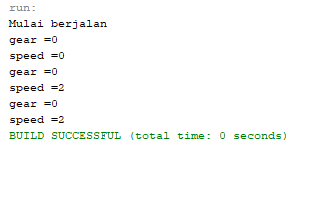 run:
Mulai berjalan
gear =0
speed =0
gear =0
speed =2
gear =0
speed =2
BUILD SUCCESSFUL (total time: 0 seconds)